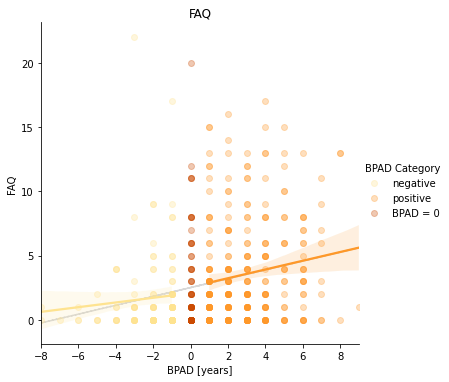 FAQ
20
15
10
5
0
FAQ
−8
−6
−4
−2
0
2
4
6
8
BPAD [years]
BPAD Category
negative
positive
BPAD = 0